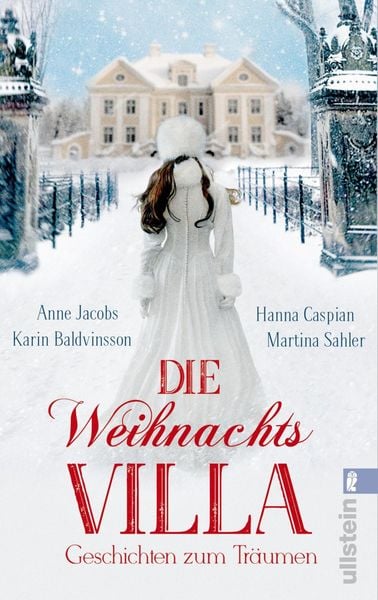 Anne Jacobs
Karin Baldvinsson
Hanna Caspian
Martina Sahler
DIE
Weihnachts
VILLA
Geschichten zum Träumen
ullstein